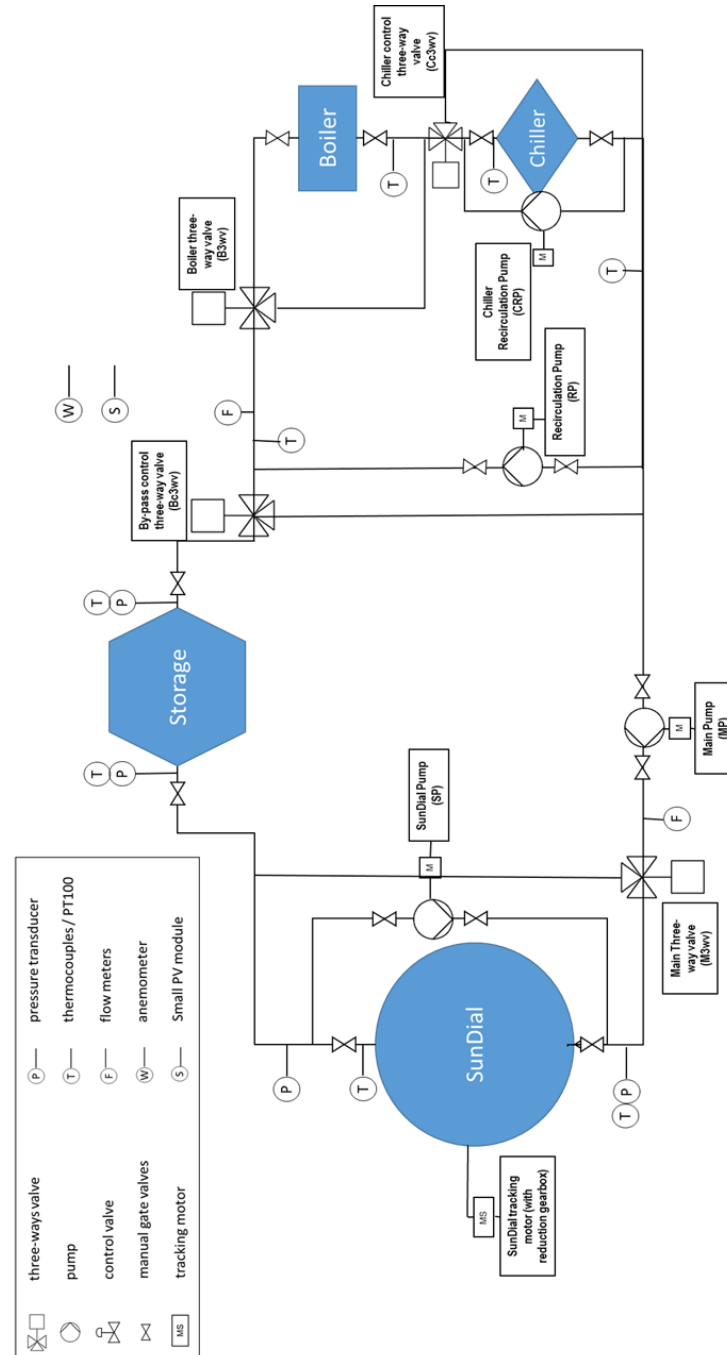 three-ways valve
pump
control valve
manual gate valves
MS
tracking motor
P
pressure transducer
T
thermocouples / PT100
F
flow meters
W
anemometer
S
Small PV module
W
S
T
P
Storage
T
P
By-pass control
three-way valve
(Bc3wv)
T
F
Boiler three-
way valve
(B3wv)
Boiler
T
Chiller control
three-way
valve
(Cc3wv)
T
Chiller
M
Chiller
Recirculation Pump
(CRP)
T
M
Recirculation Pump
(RP)
P
T
SunDial
T
P
MS
SunDial tracking
motor (with
reduction gearbox)
M
SunDial Pump
(SP)
Main Three-
way valve
(M3wv)
F
M
Main Pump
(MP)